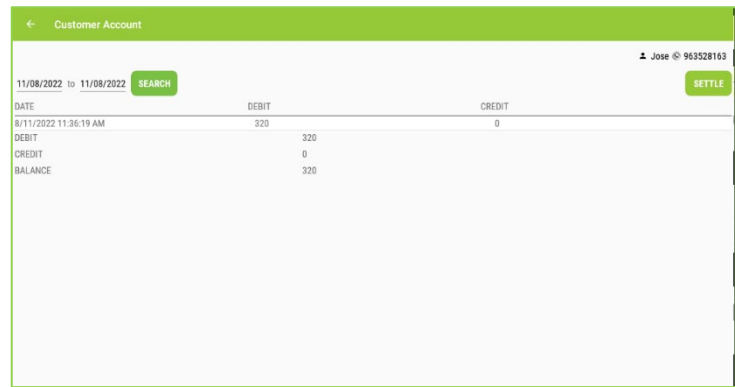 Customer Account
Jose 963528163
11/08/2022 to 11/08/2022 SEARCH SETTLE
DATE DEBIT CREDIT
8/11/2022 11:36:19 AM 320 0
DEBIT 320
CREDIT 0
BALANCE 320